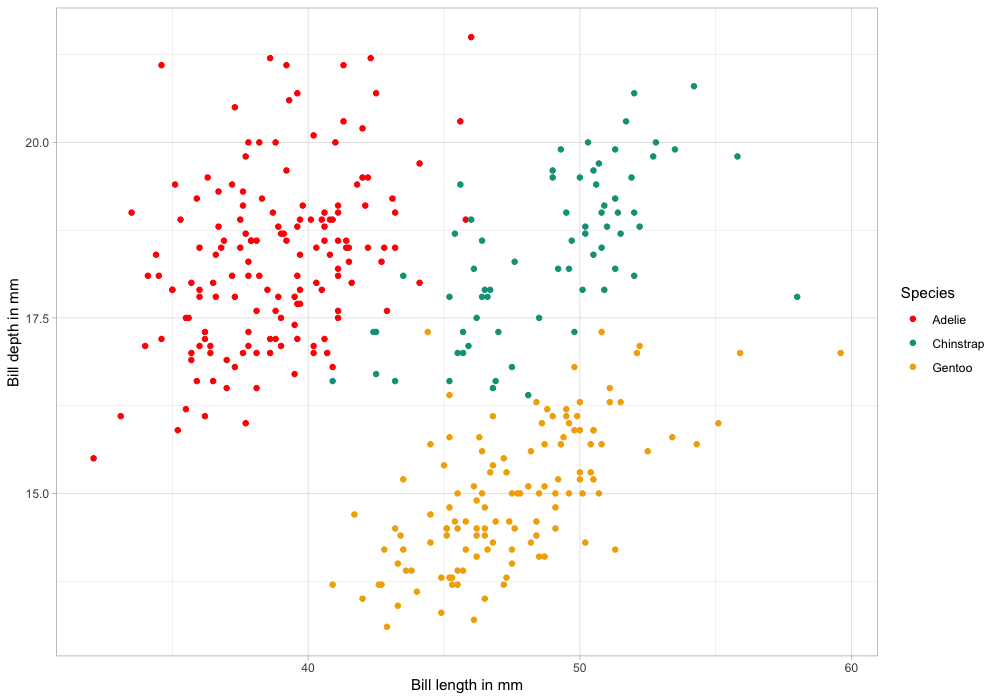 20.0
17.5
15.0
Bill depth in mm
40
50
60
Bill length in mm
Species
Adelie
Chinstrap
Gentoo